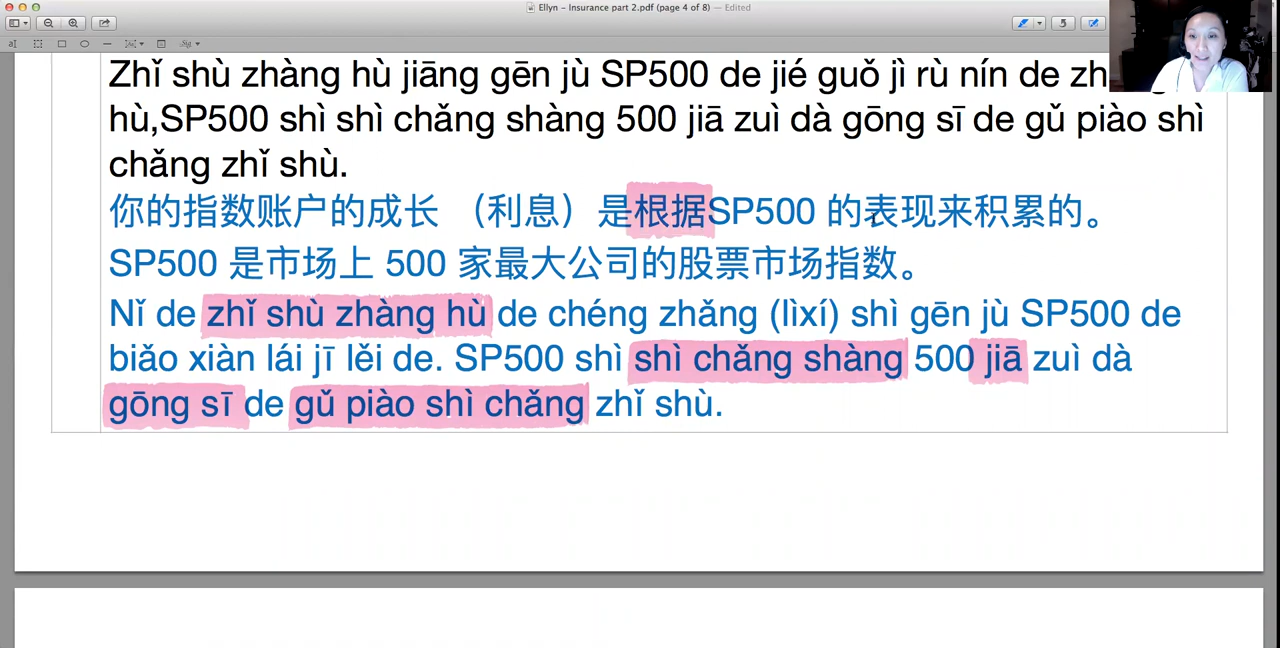 Ellyn – Insurance part 2.pdf (page 4 of 8) — Edited
Zhǐ shù zhàng hù jiāng gēn jù SP500 de jié guǒ jì rù nín de
hù,SP500 shì shì chǎng shàng 500 jiā zuì dà gōng sī de gǔ piào shì
chǎng zhǐ shù.
你的指数账户的成长 （利息）是根据SP500 的表现来积累的。
SP500 是市场上 500 家最大公司的股票市场指数。
Nǐ de zhǐ shù zhàng hù de chéng zhǎng (lìxí) shì gēn jù SP500 de
biǎo xiàn lái jī lěi de. SP500 shì shì chǎng shàng 500 jiā zuì dà
gōng sī de gǔ piào shì chǎng zhǐ shù.